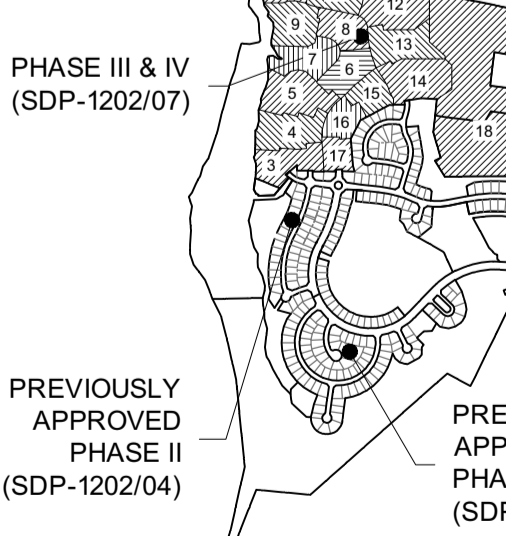 12
9
8
13
PHASE III & IV
(SDP-1202/07)
7
6
14
5
15
16
4
18
17
3
PREVIOUSLY
APPROVED
PHASE II
(SDP-1202/04)
PRE
APP
PHA
(SDP